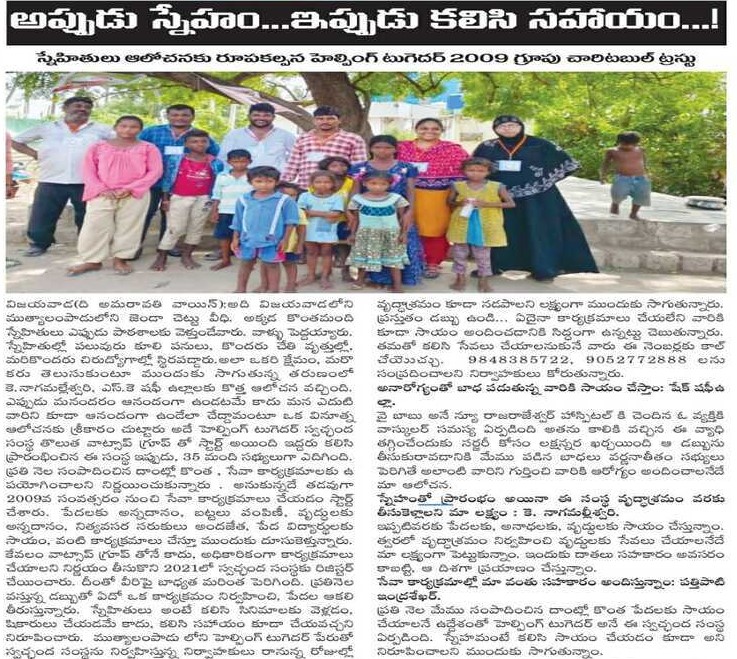 అప్పుడు స్నేహం...ఇప్పుడు కలిసి సహాయం...!
స్నేహితులు ఆలోచనకు రూపకల్పన హెల్పింగ్ టుగెదర్ 2009 గ్రూపు చారిటబుల్ ట్రస్టు
విజయవాడ(ది అమరావతి వాయిస్):అది విజయవాడలోని
ముత్యాలంపాడులోని జెండా చెట్టు వీధి. అక్కడ కొంతమంది
స్నేహితులు ఎప్పుడు పాఠశాలకు వెళ్తుండేవారు. వాళ్ళు పెద్దయ్యారు.
స్నేహితుల్లో పలువురు కూలి పనులు, కొందరు చేతి వృత్తుల్లో,
మరికొందరు చిరుద్యోగాల్లో స్థిరపడ్డారు.అలా ఒకరి క్షేమం, మరొ
కరు తెలుసుకుంటూ ముందుకు సాగుతున్న తరుణంలో
కె.నాగమల్లేశ్వరి, ఎస్.కె షఫీ ఉల్లాలకు కొత్త ఆలోచన వచ్చింది.
ఎప్పుడు మనందరం ఆనందంగా ఉండటమే కాదు మన ఎదుటి
వారిని కూడా ఆనందంగా ఉండేలా చేద్దామంటూ ఒక వినూత్న
ఆలోచనకు శ్రీకారం చుట్టారు అదే హెల్పింగ్ టుగెదర్ స్వచ్ఛంద
సంస్థ తొలుత వాట్సాప్ గ్రూప్ తో స్టార్ట్ అయింది ఇద్దరు కలిసి
ప్రారంభించిన ఈ సంస్థ ఇప్పుడు, 35 మంది సభ్యులుగా ఎదిగింది.
ప్రతి నెల సంపాదించిన దాంట్లో కొంత , సేవా కార్యక్రమాలకు ఉ
పయోగించాలని నిర్ణయించుకున్నారు . అనుకున్నదే తడవుగా
2009వ సంవత్సరం నుంచి సేవా కార్యక్రమాలు చేయడం స్టార్ట్
చేశారు. పేదలకు అన్నదానం, బట్టలు పంపిణీ, వృద్ధులకు
అన్నదానం, నిత్యవసర సరుకులు అందజేత, పేద విద్యార్థులకు
సాయం, వంటి కార్యక్రమాలు చేస్తూ ముందుకు దూసుకెళ్తున్నారు.
కేవలం వాట్సాప్ గ్రూప్ తోనే కాదు, అధికారికంగా కార్యక్రమాలు
చేయాలని నిర్ణయం తీసుకొని 2021లో స్వచ్ఛంద సంస్థకు రిజిస్టర్
చేయించారు. దీంతో వీరిపై బాధ్యత మరింత పెరిగింది. ప్రతినెల
వస్తున్న డబ్బుతో ఏదో ఒక కార్యక్రమం నిర్వహించి, పేదల ఆకలి
తీరుస్తున్నారు. స్నేహితులు అంటే కలిసి సినిమాలకు వెళ్లడం,
షికారులు చేయడమే కాదు, కలిసి సహాయం కూడా చేయవచ్చని
నిరూపించారు. ముత్యాలంపాడు లోని హెల్పింగ్ టుగెదర్ పేరుతో
స్వచ్ఛంద సంస్థను నిర్వహిస్తున్న నిర్వాహకులు రానున్న రోజుల్లో
వృద్ధాశ్రమం కూడా నడపాలని లక్ష్యంగా ముందుకు సాగుతున్నారు.
ప్రస్తుతం డబ్బు ఉండి... ఏదైనా కార్యక్రమాలు చేయలేని వారికి
కూడా సాయం అందించడానికి సిద్ధంగా ఉన్నట్టు చెబుతున్నారు.
తమతో కలిసి సేవలు చేయాలనుకునే వారు ఈ నెంబర్లకు కాల్
చేయొచ్చు. 9848385722, 9052772888 లను
సంప్రదించాలని నిర్వాహకులు కోరుతున్నారు.
అనారోగ్యంతో బాధ పడుతున్న వారికి సాయం చేస్తాం: షేక్ షఫీఉ
ల్లా.
వై బాబు అనే న్యూ రాజరాజేశ్వర్ హాస్పిటల్ కి చెందిన ఓ వ్యక్తికి
వాస్కులర్ సమస్య ఏర్పడింది అతను కాలికి వచ్చిన ఈ వ్యాధి
తగ్గించేందుకు సర్జరీ కోసం లక్షన్నర ఖర్చయింది ఆ డబ్బును
తీసుకురావడానికి మేము పడిన బాధలు వర్ణనాతీతం సభ్యులు
పెరిగితే అలాంటి వారిని గుర్తించి వారికి ఆరోగ్యం అందించాలనేదే
మా ఆలోచన.
స్నేహంతో ప్రారంభం అయినా ఈ సంస్థ వృద్ధాశ్రమం వరకు
తీసుకెళ్లాలని మా లక్ష్యం : కె. నాగమల్లీశ్వరి.
ఇప్పటివరకు పేదలకు, అనాథలకు, వృద్ధులకు సాయం చేస్తున్నాం.
త్వరలో వృద్ధాశ్రమం నిర్వహించి వృద్ధులకు సేవలు చేయాలనేదే
మా లక్ష్యంగా పెట్టుకున్నాం. ఇందుకు దాతలు సహకారం అవసరం
కాబట్టి. ఆ దిశగా ప్రయాణం చేస్తున్నాం.
సేవా కార్యక్రమాల్లో మా వంతు సహకారం అందిస్తున్నాం: పత్తిపాటి
ఇంద్రశేఖర్.
ప్రతి నెల మేము సంపాదించిన దాంట్లో కొంత పేదలకు సాయం
చేయాలనే ఉద్దేశంతో హెల్పింగ్ టుగెదర్ అనే ఈ స్వచ్ఛంద సంస్థ
ఏర్పడింది. స్నేహమంటే కలిసి సాయం చేయడం కూడా అని
నిరూపించాలని ముందుకు సాగుతున్నాం.